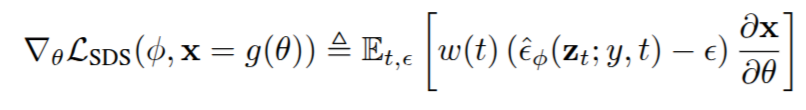 ∇θ𝓛SDS(ϕ, x = g(θ)) ≜ 𝔼t,ϵ [ w(t) (ϵ̂ϕ(zt; y, t) − ϵ) ∂x/∂θ ]